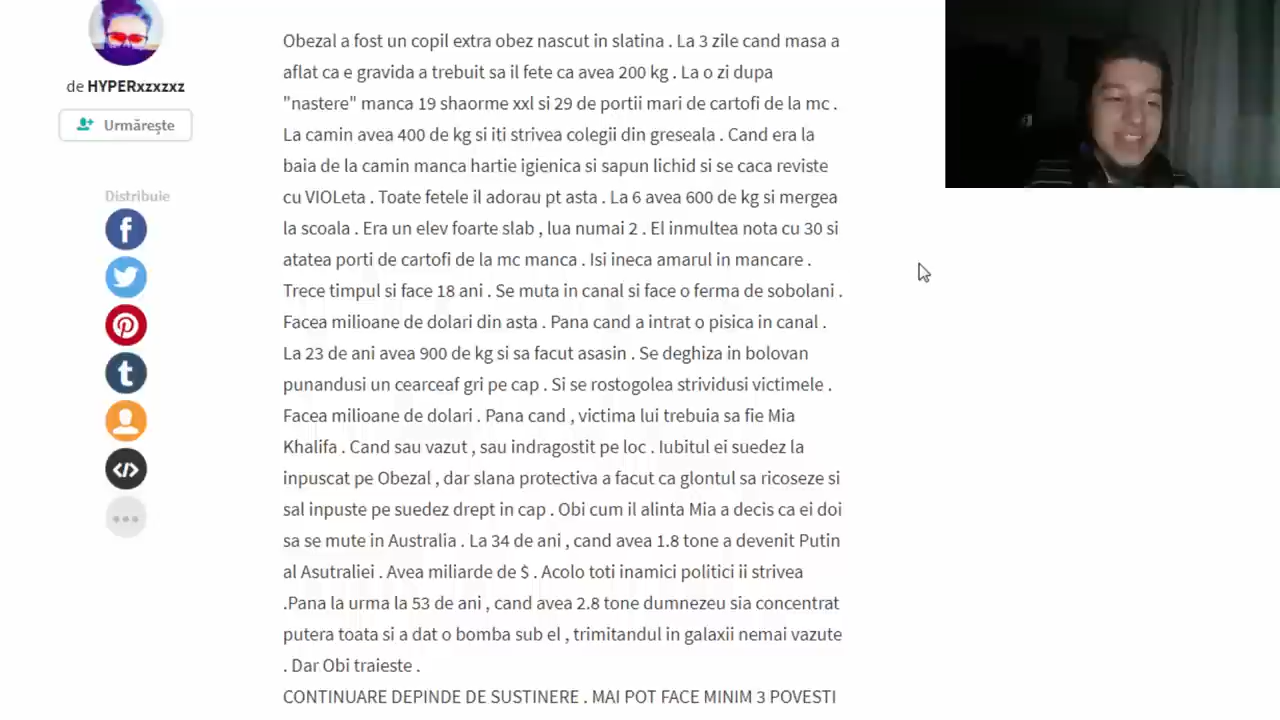 de HYPERxzxzxz
Urmărește
Distribuie
Obezal a fost un copil extra obez nascut in slatina . La 3 zile cand masa a
aflat ca e gravida a trebuit sa il fete ca avea 200 kg . La o zi dupa
"nastere" manca 19 shaorme xxl si 29 de portii mari de cartofi de la mc .
La camin avea 400 de kg si iti strivea colegii din greseala . Cand era la
baia de la camin manca hartie igienica si sapun lichid si se caca reviste
cu VIOLeta . Toate fetele il adorau pt asta . La 6 avea 600 de kg si mergea
la scoala . Era un elev foarte slab , lua numai 2 . El inmultea nota cu 30 si
atatea porti de cartofi de la mc manca . Isi ineca amarul in mancare .
Trece timpul si face 18 ani . Se muta in canal si face o ferma de sobolani .
Facea milioane de dolari din asta . Pana cand a intrat o pisica in canal .
La 23 de ani avea 900 de kg si sa facut asasin . Se deghiza in bolovan
punandusi un cearceaf gri pe cap . Si se rostogolea strividusi victimele .
Facea milioane de dolari . Pana cand , victima lui trebuia sa fie Mia
Khalifa . Cand sau vazut , sau indragostit pe loc . Iubitul ei suedez la
inpuscat pe Obezal , dar slana protectiva a facut ca glontul sa ricoseze si
sal inpuste pe suedez drept in cap . Obi cum il alinta Mia a decis ca ei doi
sa se mute in Australia . La 34 de ani , cand avea 1.8 tone a devenit Putin
al Asutraliei . Avea miliarde de $ . Acolo toti inamici politici ii strivea
.Pana la urma la 53 de ani , cand avea 2.8 tone dumnezeu sia concentrat
putera toata si a dat o bomba sub el , trimitandul in galaxii nemai vazute
. Dar Obi traieste .
CONTINUARE DEPINDE DE SUSTINERE . MAI POT FACE MINIM 3 POVESTI